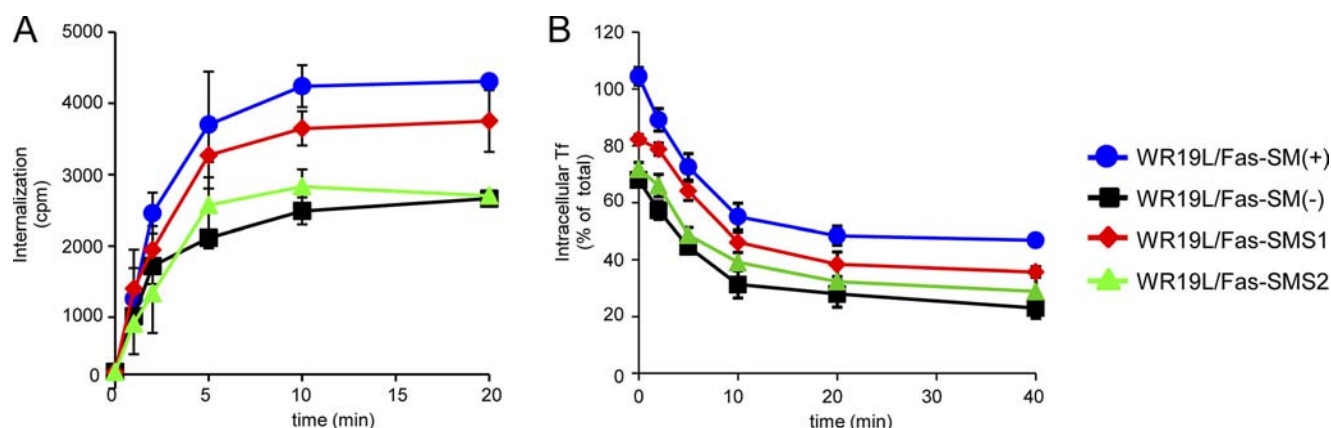 A
5000
4000
3000
2000
1000
0
Internalization
(cpm)
0 5 10 15 20
time (min)
B
120
100
80
60
40
20
0
Intracellular Tf
(% of total)
0 10 20 30 40
time (min)
WR19L/Fas-SM(+)
WR19L/Fas-SM(-)
WR19L/Fas-SMS1
WR19L/Fas-SMS2